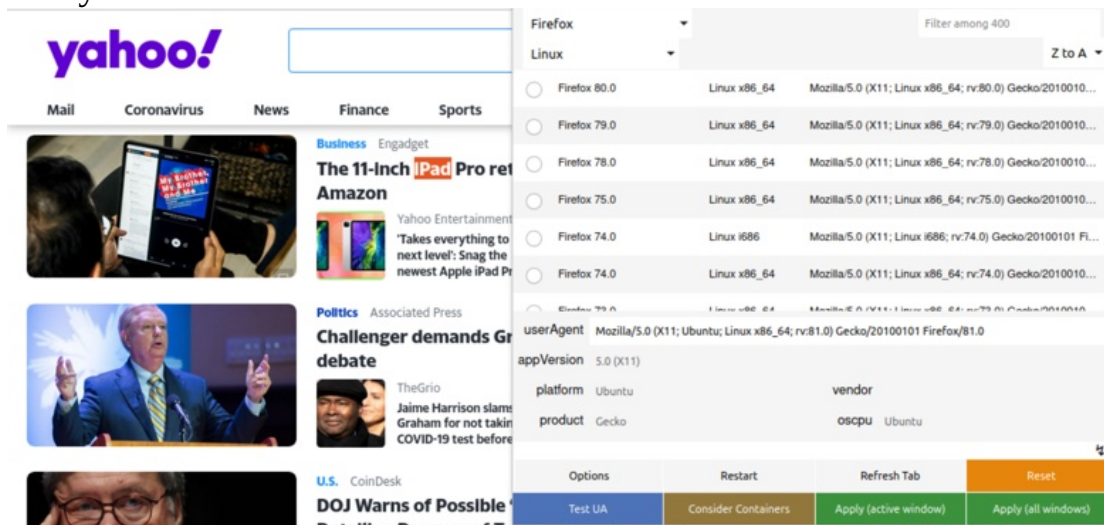 yahoo!
Mail Coronavirus News Finance Sports
Business Engadget
The 11-inch iPad Pro ret
Amazon
Yahoo Entertainment
'Takes everything to
next level': Snag the
newest Apple iPad Pr
Politics Associated Press
Challenger demands Gr
debate
TheGrio
Jaime Harrison slams
Graham for not takin
COVID-19 test before
U.S. CoinDesk
DOJ Warns of Possible '
My Brother,
My Brother
and Me
Firefox Filter among 400
Linux Z to A
Firefox 80.0 Linux x86_64 Mozilla/5.0 (X11; Linux x86_64; rv:80.0) Gecko/2010010...
Firefox 79.0 Linux x86_64 Mozilla/5.0 (X11; Linux x86_64; rv:79.0) Gecko/2010010...
Firefox 78.0 Linux x86_64 Mozilla/5.0 (X11; Linux x86_64; rv:78.0) Gecko/2010010...
Firefox 75.0 Linux x86_64 Mozilla/5.0 (X11; Linux x86_64; rv:75.0) Gecko/2010010...
Firefox 74.0 Linux i686 Mozilla/5.0 (X11; Linux i686; rv:74.0) Gecko/20100101 Fi...
Firefox 74.0 Linux x86_64 Mozilla/5.0 (X11; Linux x86_64; rv:74.0) Gecko/2010010...
userAgent Mozilla/5.0 (X11; Ubuntu; Linux x86_64; rv:81.0) Gecko/20100101 Firefox/81.0
appVersion 5.0 (X11)
platform Ubuntu vendor
product Gecko oscpu Ubuntu
Options Restart Refresh Tab Reset
Test UA Consider Containers Apply (active window) Apply (all windows)